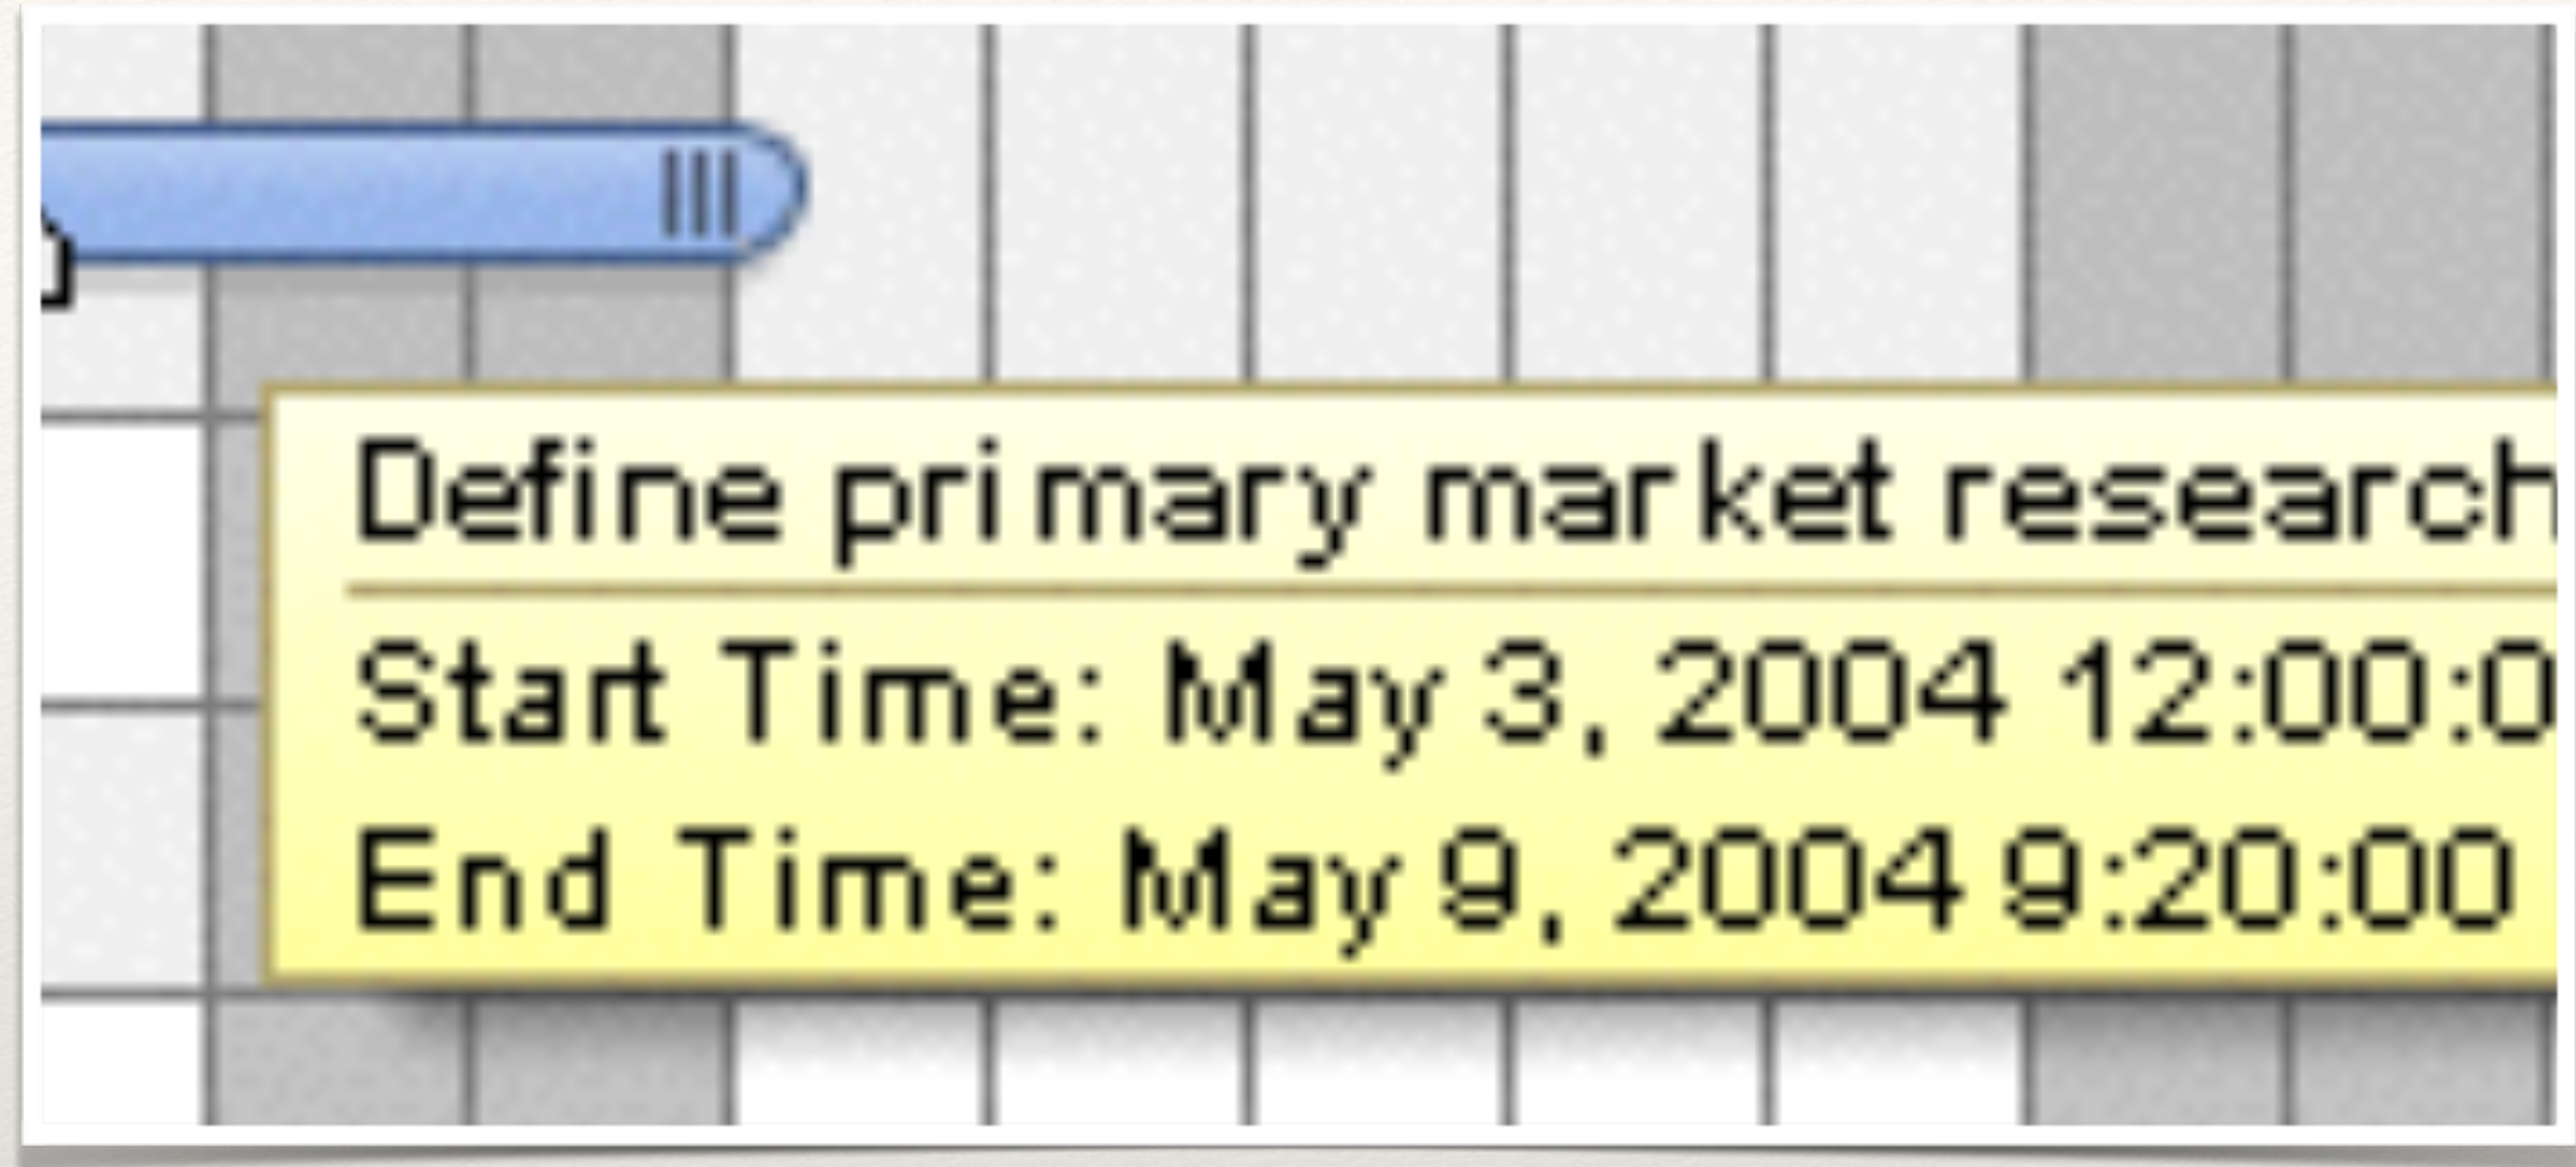 Define primary market research
Start Time: May 3, 2004 12:00:0
End Time: May 9, 2004 9:20:00